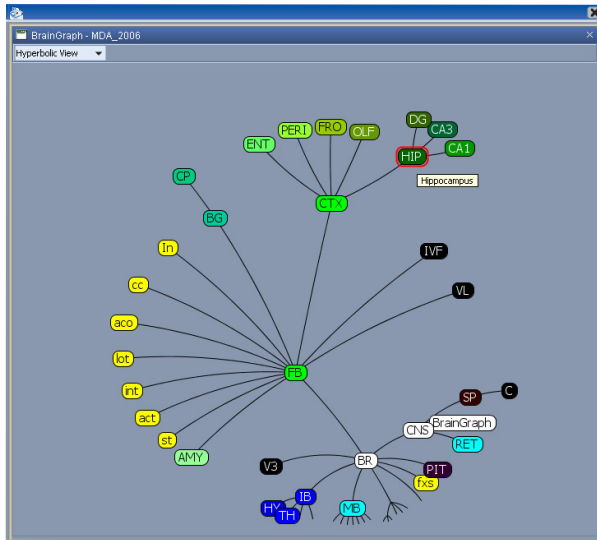 BrainGraph - MDA_2006
Hyperbolic View
DG
FRO
CA3
PERI
OLF
ENT
HIP
CA1
CP
Hippocampus
CTX
BG
In
IVF
cc
VL
aco
lot
FB
int
SP
C
act
BrainGraph
CNS
st
RET
AMY
BR
V3
PIT
fxs
IB
HY
MB
TH